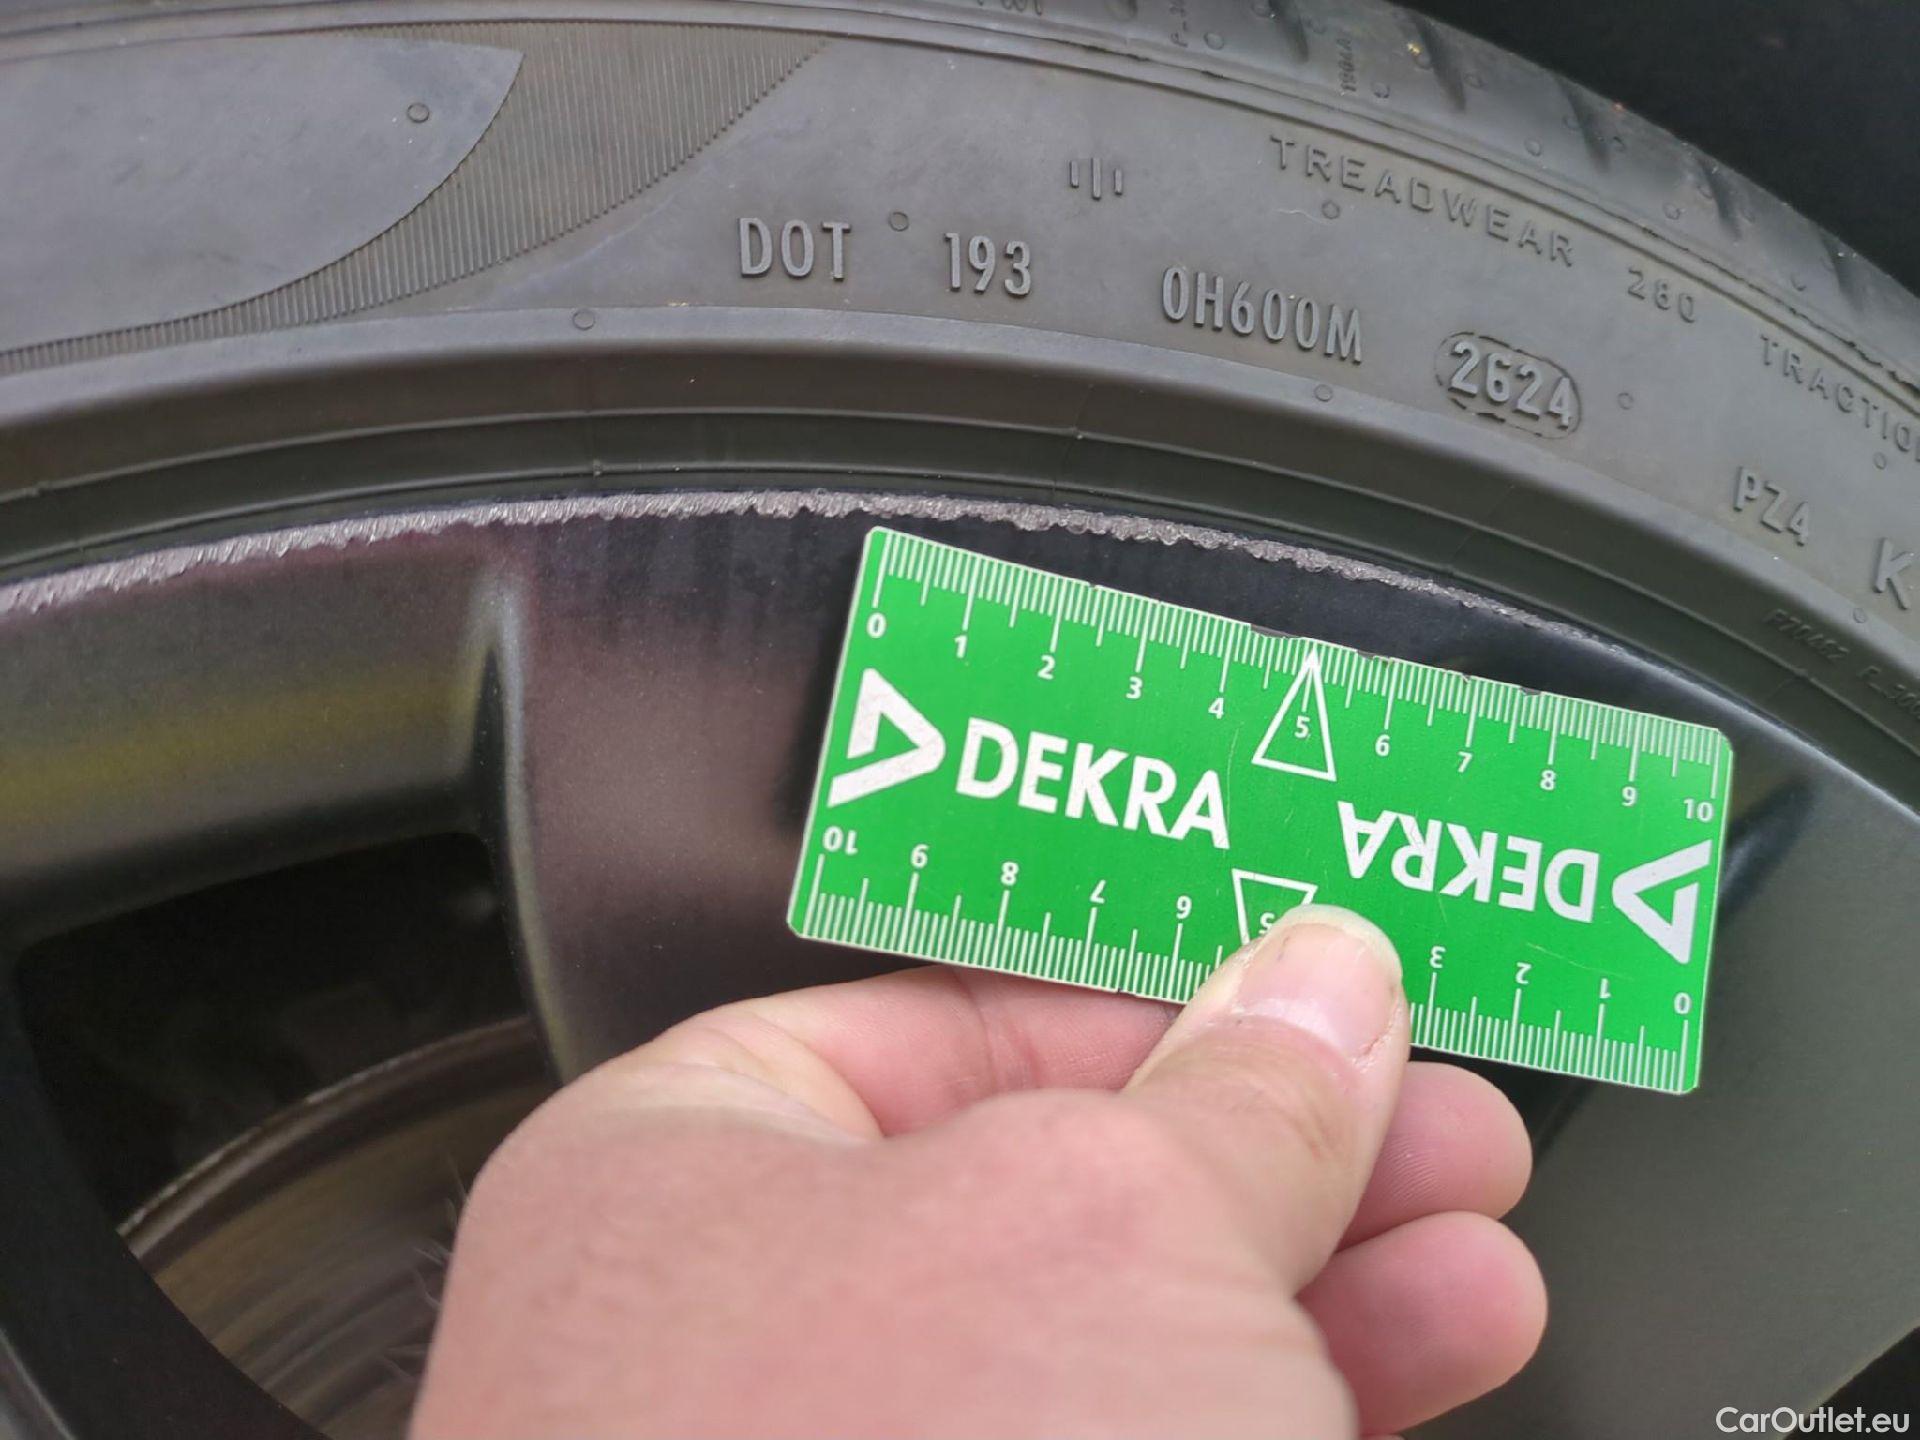 TREADWEAR 280 TRACTION
DOT 193 0H600M 2624
PZ4 K
0 1 2 3 4 5 6 7 8 9 10
DEKRA
DEKRA
10 9 8 7 6 5 3 2 1 0
CarOutlet.eu